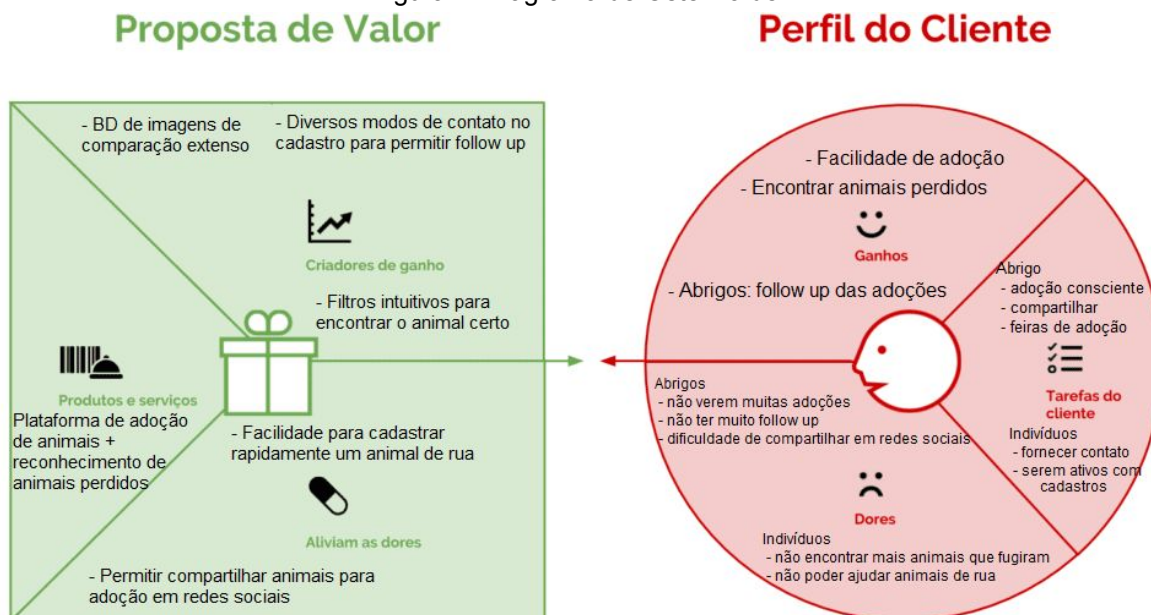 Proposta de Valor
- BD de imagens de
comparação extenso
- Diversos modos de contato no
cadastro para permitir follow up
Criadores de ganho
- Filtros intuitivos para
encontrar o animal certo
Produtos e serviços
Plataforma de adoção
de animais +
reconhecimento de
animais perdidos
- Facilidade para cadastrar
rapidamente um animal de rua
Aliviam as dores
- Permitir compartilhar animais para
adoção em redes sociais
Perfil do Cliente
- Facilidade de adoção
- Encontrar animais perdidos
Ganhos
- Abrigos: follow up das adoções
Abrigo
- adoção consciente
- compartilhar
- feiras de adoção
Tarefas do
cliente
Indivíduos
- fornecer contato
- serem ativos com
cadastros
Abrigos
- não verem muitas adoções
- não ter muito follow up
- dificuldade de compartilhar em redes sociais
Dores
Indivíduos
- não encontrar mais animais que fugiram
- não poder ajudar animais de rua